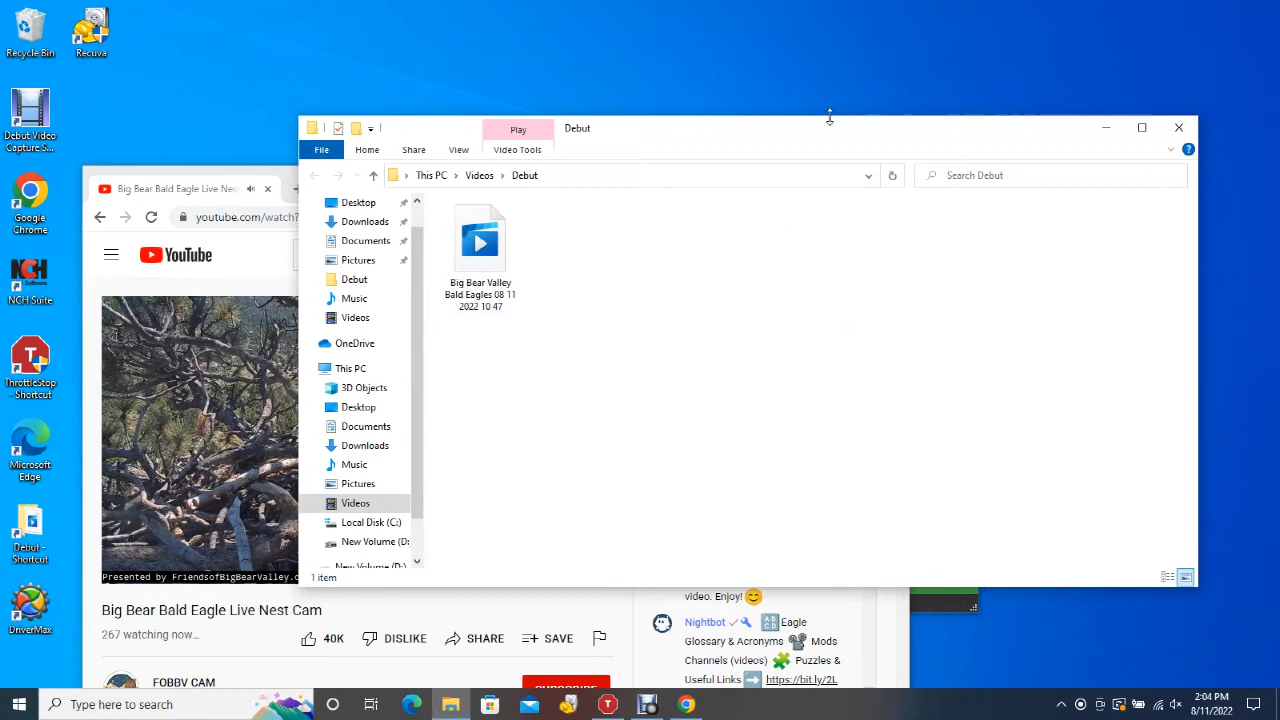 Recycle Bin
Recuva
Debut Video
Capture S...
Google
Chrome
NCH
Software
NCH Suite
T
ThrottleStop
- Shortcut
Microsoft
Edge
Debut -
Shortcut
DriverMax
Play
Debut
File
Home
Share
View
Video Tools
This PC
Videos
Debut
Search Debut
Desktop
Downloads
Documents
Pictures
Debut
Music
Videos
OneDrive
This PC
3D Objects
Desktop
Documents
Downloads
Music
Pictures
Videos
Local Disk (C:)
New Volume (D:
New Volume (D:)
Big Bear Valley
Bald Eagles 08 11
2022 10 47
1 item
Big Bear Bald Eagle Live Nest
youtube.com/watch?
YouTube
Presented by FriendsofBigBearValley.o
Big Bear Bald Eagle Live Nest Cam
267 watching now...
40K
DISLIKE
SHARE
SAVE
FOBBV CAM
SUBSCRIBE
video. Enjoy!
Nightbot Eagle
Glossary & Acronyms Mods
Channels (videos) Puzzles &
Useful Links https://bit.ly/2L
Type here to search
T
2:04 PM
8/11/2022